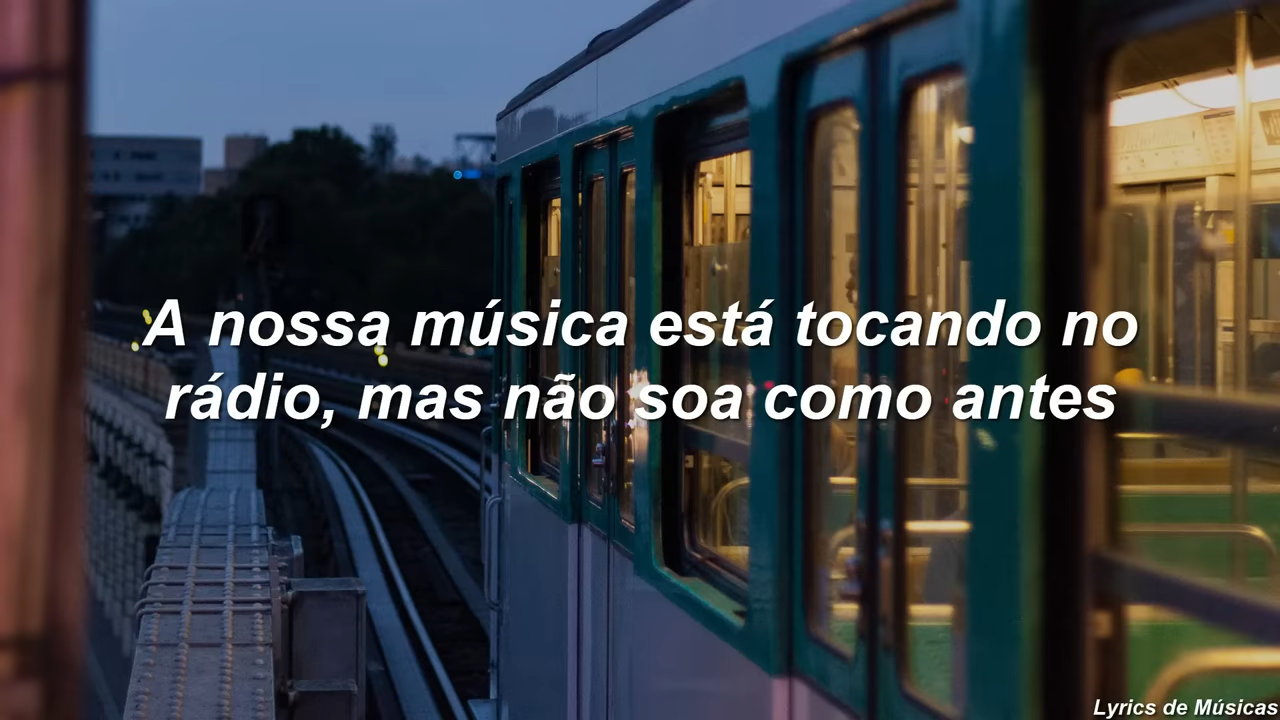 A nossa música está tocando no
rádio, mas não soa como antes
Lyrics de Músicas